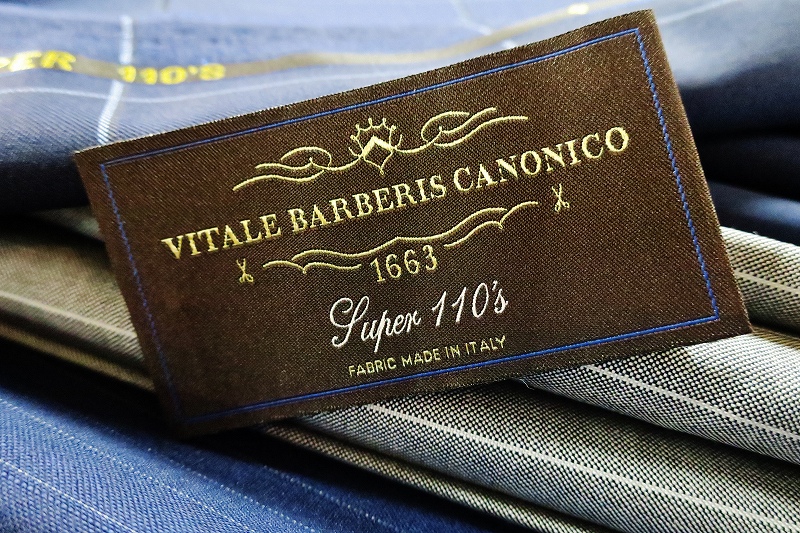 PER 110'S
VITALE BARBERIS CANONICO
1663
Super 110's
FABRIC MADE IN ITALY